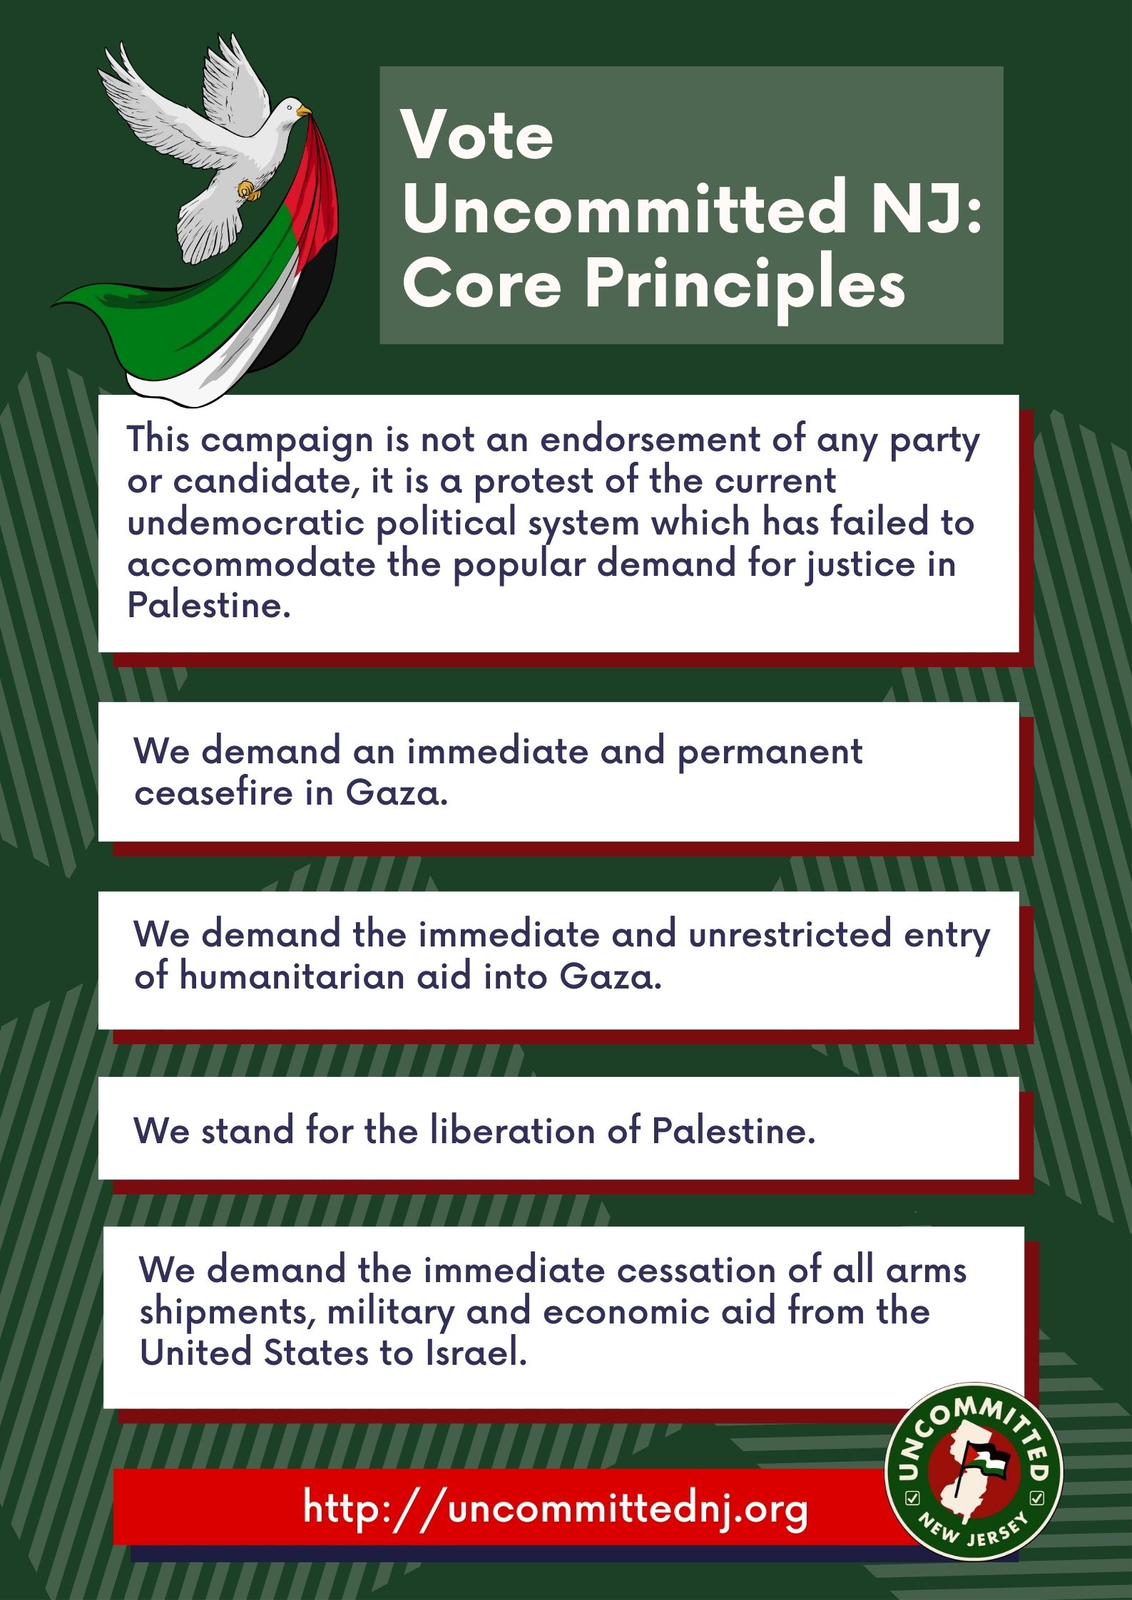 Vote
Uncommitted NJ:
Core Principles
This campaign is not an endorsement of any party
or candidate, it is a protest of the current
undemocratic political system which has failed to
accommodate the popular demand for justice in
Palestine.
We demand an immediate and permanent
ceasefire in Gaza.
We demand the immediate and unrestricted entry
of humanitarian aid into Gaza.
We stand for the liberation of Palestine.
We demand the immediate cessation of all arms
shipments, military and economic aid from the
United States to Israel.
http://uncommittednj.org
UNCOMMITTED
NEW JERSEY